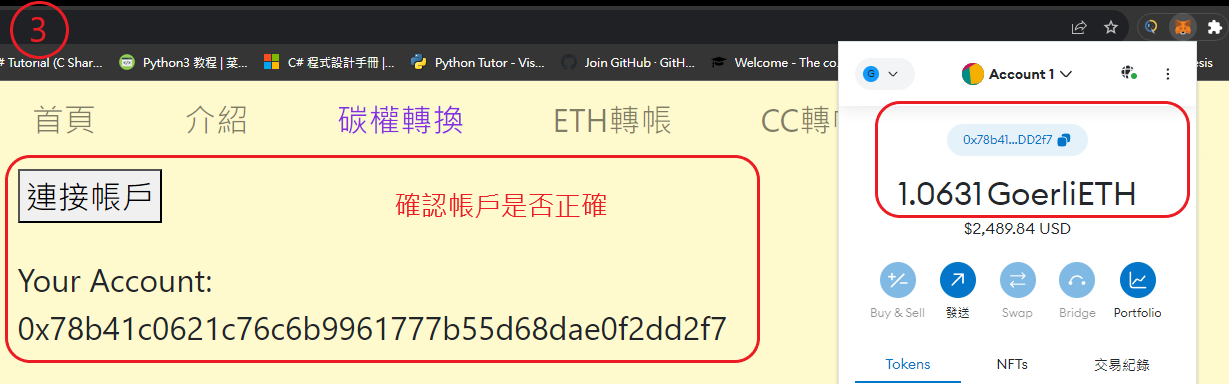 3
# Tutorial (C Shar...
Python3 教程 | 菜...
C# 程式設計手冊 |...
Python Tutor - Vis...
Join GitHub · GitH...
Welcome - The co
esis
首頁
介紹
碳權轉換
ETH轉帳
CC轉
連接帳戶
確認帳戶是否正確
Your Account:
0x78b41c0621c76c6b9961777b55d68dae0f2dd2f7
G
Account 1
0x78b41...DD2f7
1.0631 GoerliETH
$2,489.84 USD
Buy & Sell
發送
Swap
Bridge
Portfolio
Tokens
NFTs
交易紀錄